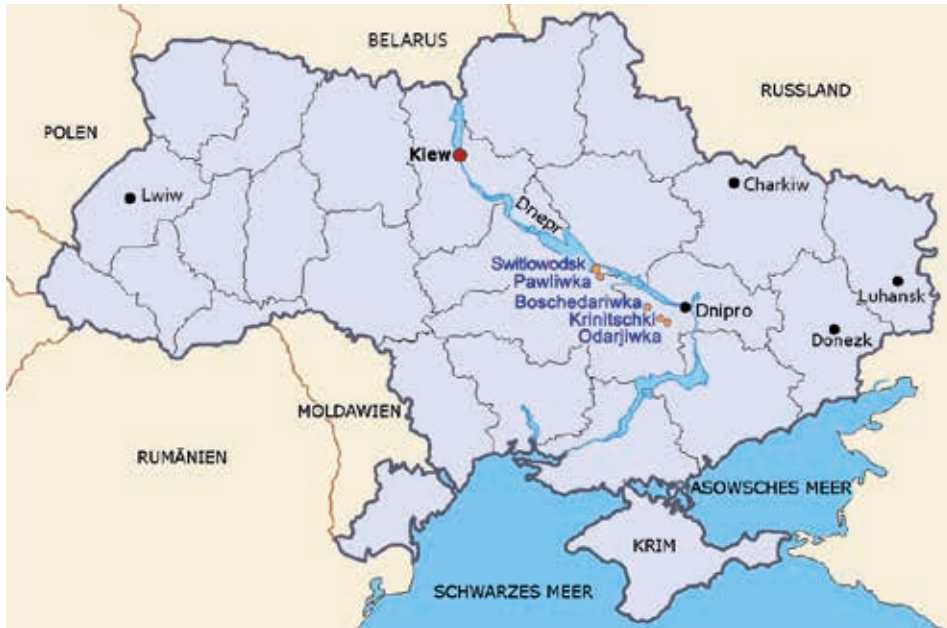 BELARUS
RUSSLAND
POLEN
Kiew
Charkiw
Lwiw
Dnepr
Switlowodsk
Pawliwka
Luhansk
Boschedariwka
Dnipro
Krinitschki
Odarjiwka
Donezk
MOLDAWIEN
RUMÄNIEN
ASOWSCHES MEER
KRIM
SCHWARZES MEER